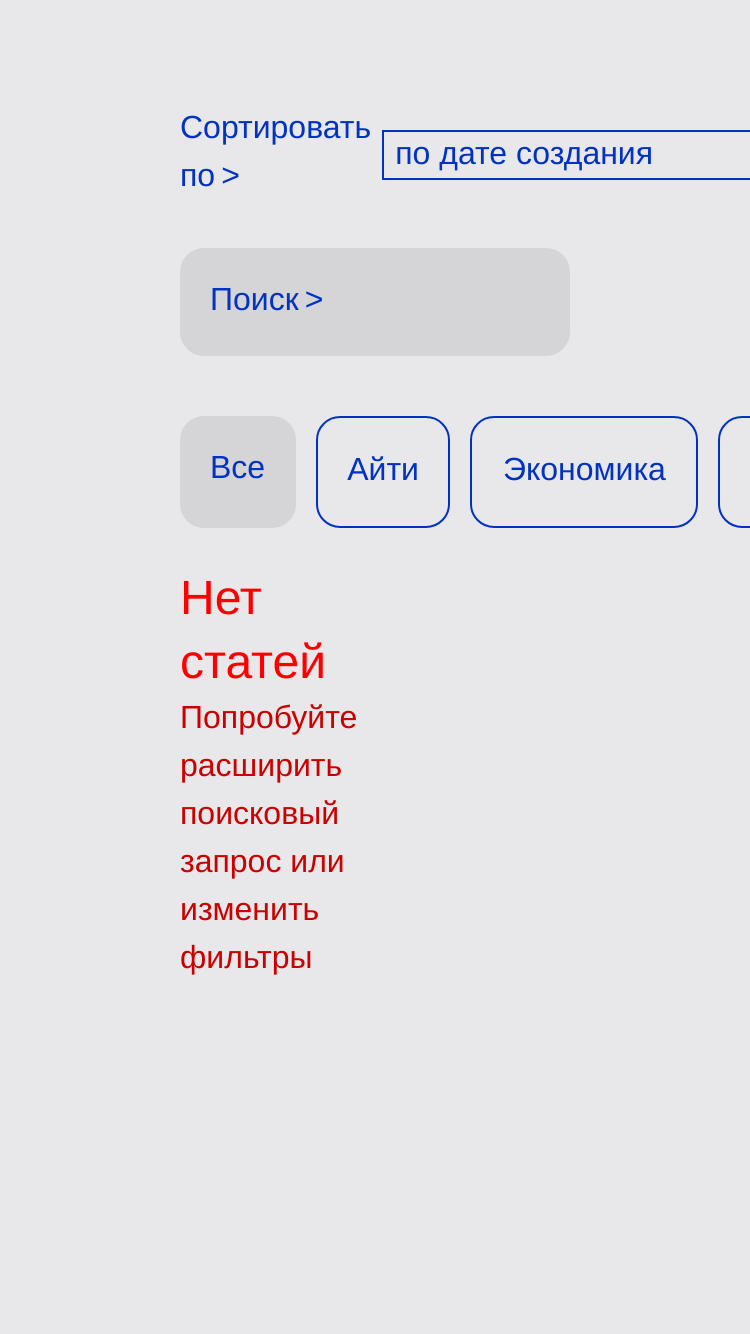 Сортировать
по >
по дате создания
Поиск >
Все
Айти
Экономика
Нет
статей
Попробуйте
расширить
поисковый
запрос или
изменить
фильтры